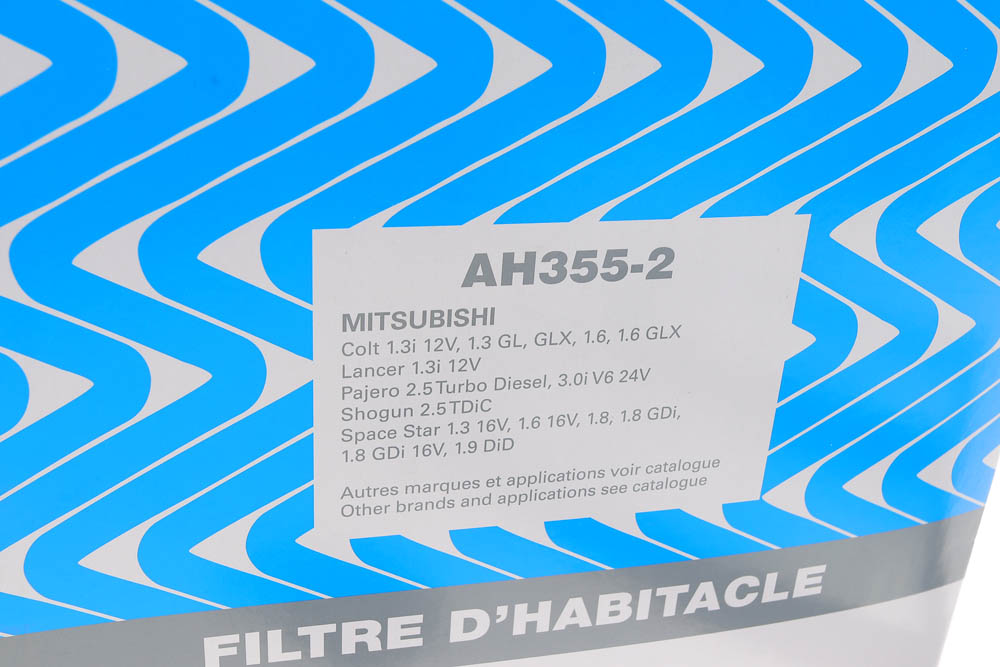 AH355-2
MITSUBISHI
Colt 1.3i 12V, 1.3 GL, GLX, 1.6, 1.6 GLX
Lancer 1.3i 12V
Pajero 2.5 Turbo Diesel, 3.0i V6 24V
Shogun 2.5 TDiC
Space Star 1.3 16V, 1.6 16V, 1.8, 1.8 GDi,
1.8 GDi 16V, 1.9 DiD
Autres marques et applications voir catalogue
Other brands and applications see catalogue
FILTRE D'HABITACLE